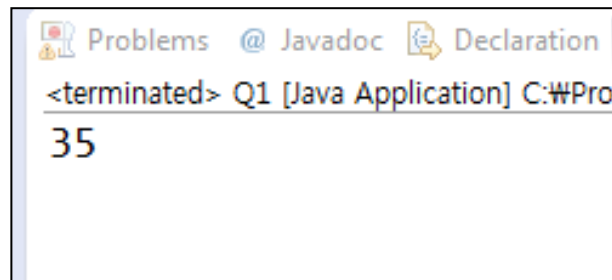 Problems @ Javadoc Declaration
<terminated> Q1 [Java Application] C:₩Pro
35